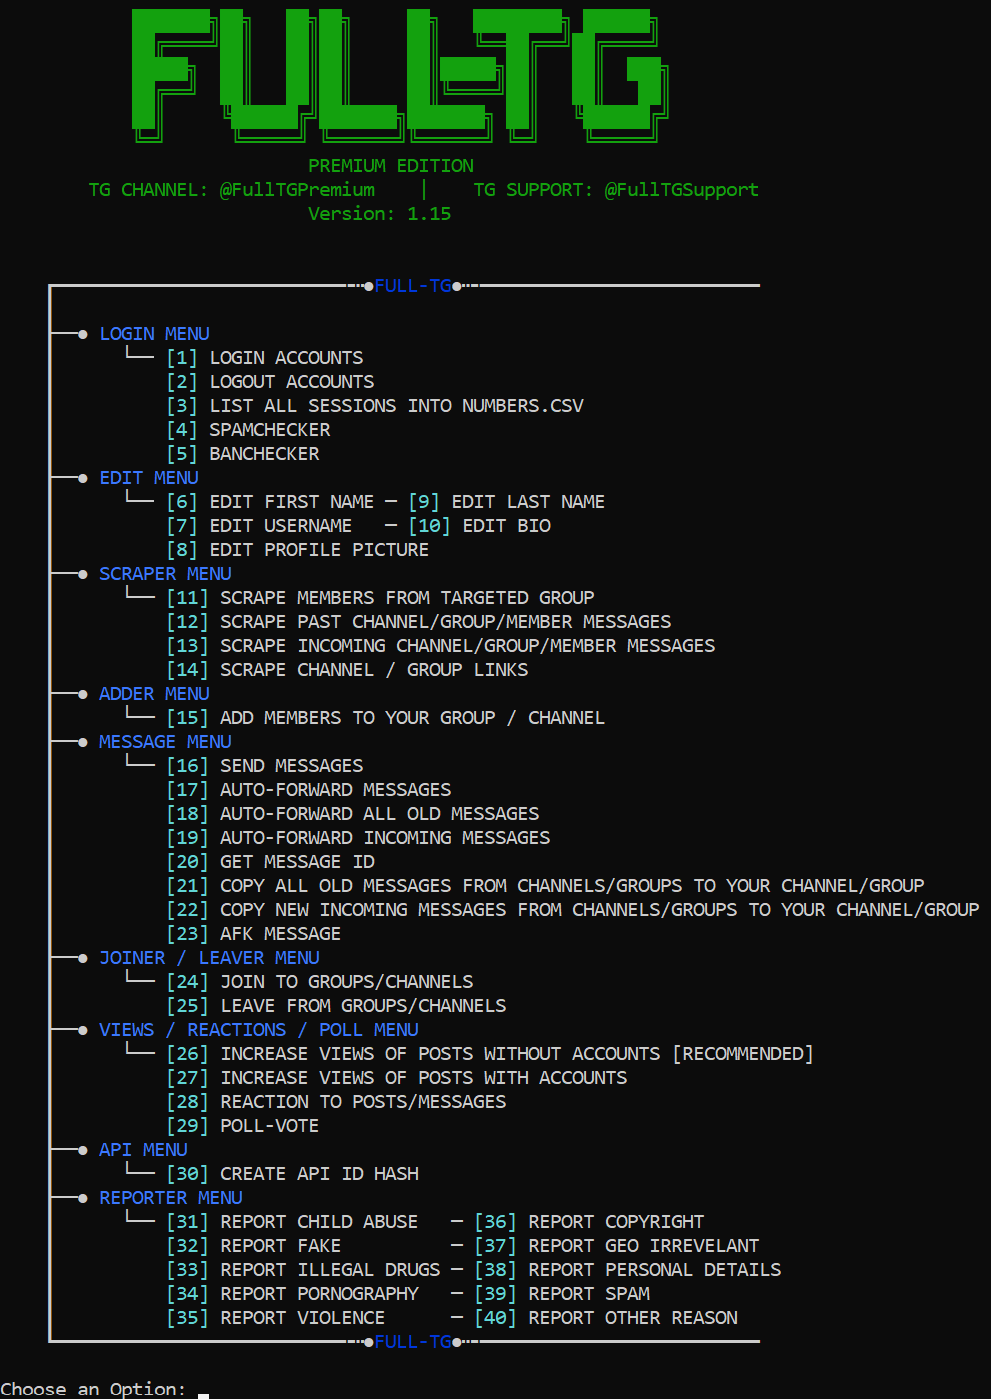 FULL-TG
PREMIUM EDITION
TG CHANNEL: @FullTGPremium | TG SUPPORT: @FullTGSupport
Version: 1.15
FULL-TG
LOGIN MENU
[1] LOGIN ACCOUNTS
[2] LOGOUT ACCOUNTS
[3] LIST ALL SESSIONS INTO NUMBERS.CSV
[4] SPAMCHECKER
[5] BANCHECKER
EDIT MENU
[6] EDIT FIRST NAME — [9] EDIT LAST NAME
[7] EDIT USERNAME — [10] EDIT BIO
[8] EDIT PROFILE PICTURE
SCRAPER MENU
[11] SCRAPE MEMBERS FROM TARGETED GROUP
[12] SCRAPE PAST CHANNEL/GROUP/MEMBER MESSAGES
[13] SCRAPE INCOMING CHANNEL/GROUP/MEMBER MESSAGES
[14] SCRAPE CHANNEL / GROUP LINKS
ADDER MENU
[15] ADD MEMBERS TO YOUR GROUP / CHANNEL
MESSAGE MENU
[16] SEND MESSAGES
[17] AUTO-FORWARD MESSAGES
[18] AUTO-FORWARD ALL OLD MESSAGES
[19] AUTO-FORWARD INCOMING MESSAGES
[20] GET MESSAGE ID
[21] COPY ALL OLD MESSAGES FROM CHANNELS/GROUPS TO YOUR CHANNEL/GROUP
[22] COPY NEW INCOMING MESSAGES FROM CHANNELS/GROUPS TO YOUR CHANNEL/GROUP
[23] AFK MESSAGE
JOINER / LEAVER MENU
[24] JOIN TO GROUPS/CHANNELS
[25] LEAVE FROM GROUPS/CHANNELS
VIEWS / REACTIONS / POLL MENU
[26] INCREASE VIEWS OF POSTS WITHOUT ACCOUNTS [RECOMMENDED]
[27] INCREASE VIEWS OF POSTS WITH ACCOUNTS
[28] REACTION TO POSTS/MESSAGES
[29] POLL-VOTE
API MENU
[30] CREATE API ID HASH
REPORTER MENU
[31] REPORT CHILD ABUSE — [36] REPORT COPYRIGHT
[32] REPORT FAKE — [37] REPORT GEO IRREVELANT
[33] REPORT ILLEGAL DRUGS — [38] REPORT PERSONAL DETAILS
[34] REPORT PORNOGRAPHY — [39] REPORT SPAM
[35] REPORT VIOLENCE — [40] REPORT OTHER REASON
FULL-TG
Choose an Option: